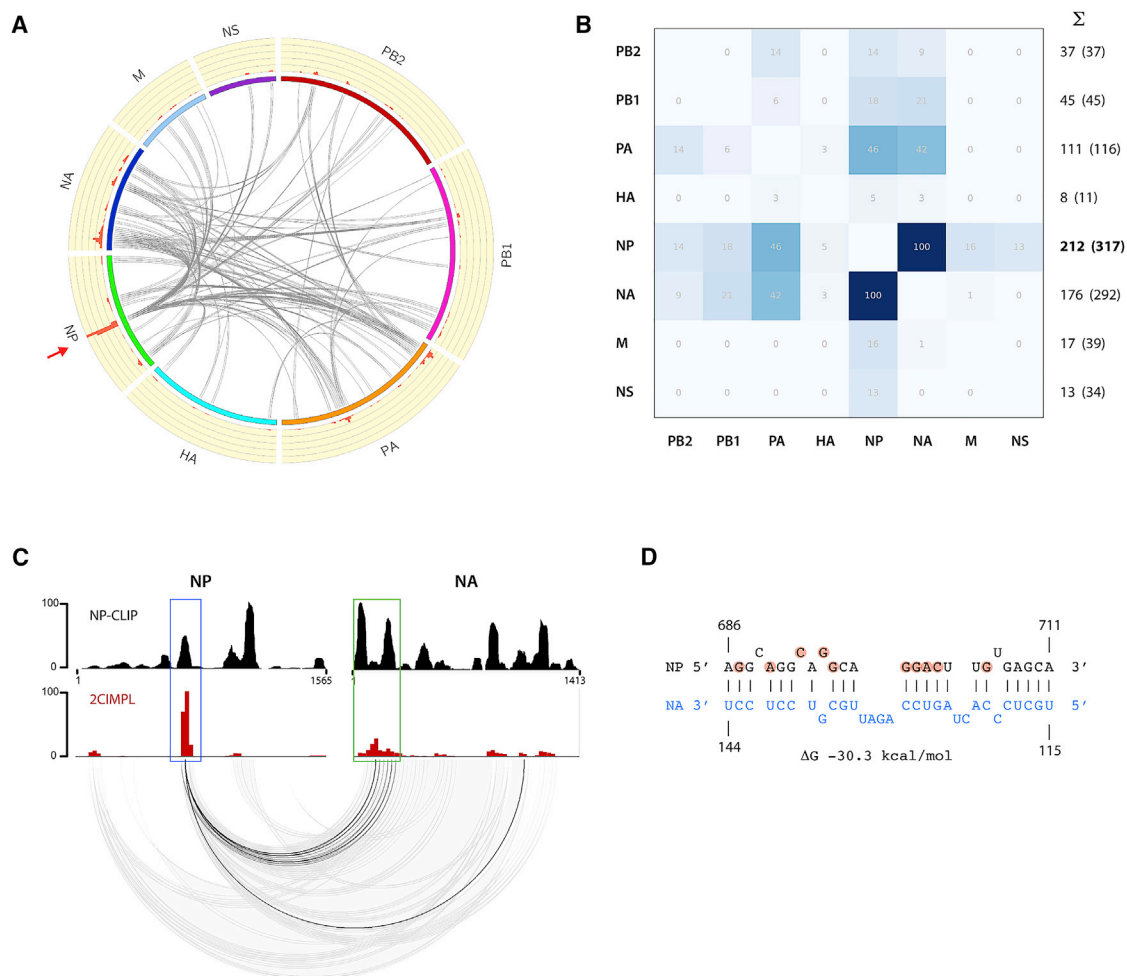 A
NS
PB2
M
NA
PB1
NP
HA
PA
B
Σ
PB2 0 14 0 14 9 0 0 37 (37)
PB1 0 6 0 18 21 0 0 45 (45)
PA 14 6 3 46 42 0 0 111 (116)
HA 0 0 3 5 3 0 0 8 (11)
NP 14 18 46 5 100 16 13 212 (317)
NA 9 21 42 3 100 1 0 176 (292)
M 0 0 0 0 16 1 0 17 (39)
NS 0 0 0 0 13 0 0 13 (34)
PB2 PB1 PA HA NP NA M NS
C
NP NA
100
NP-CLIP
0
1 1565 1 1413
100
2CIMPL
0
D
686 711
C C G U
NP 5′ AGG AGG A GCA GGACU UG GAGCA 3′
NA 3′ UCC UCC U CGU CCUGA AC CUCGU 5′
G UAGA UC C
144 115
ΔG -30.3 kcal/mol